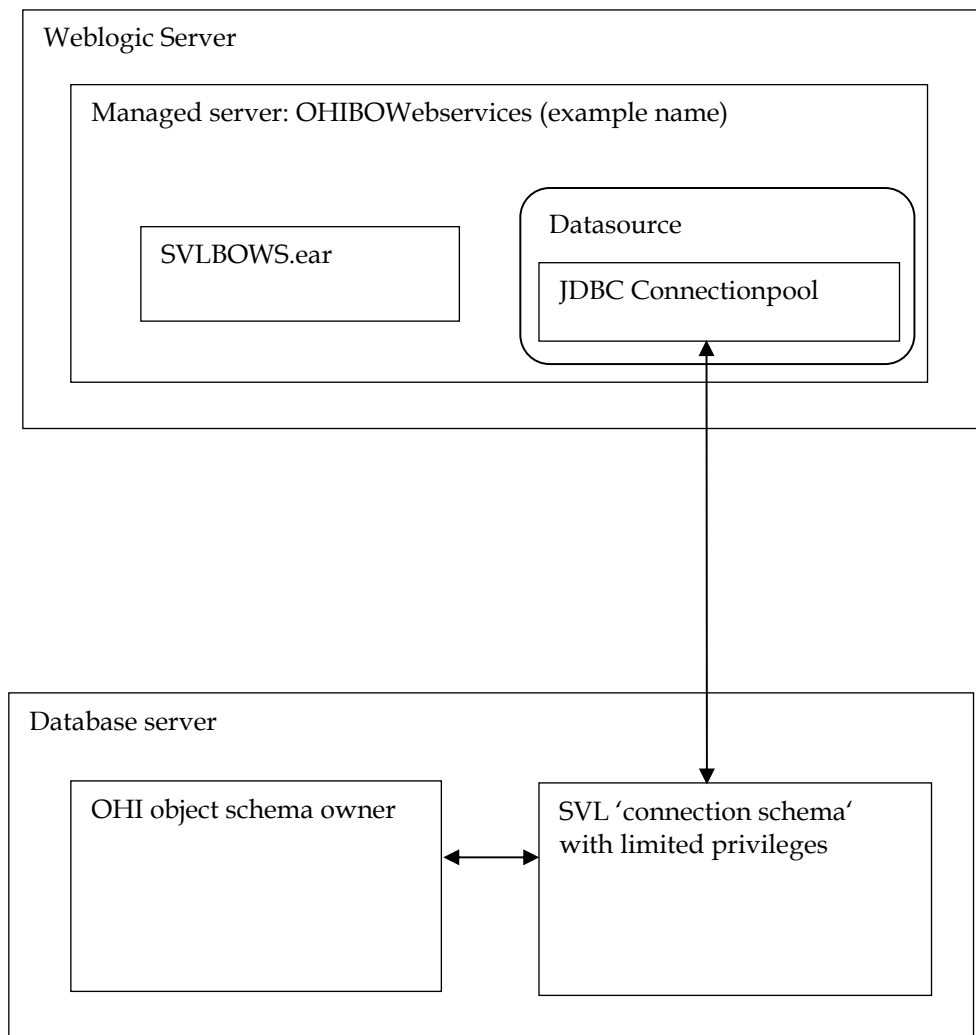 Weblogic Server
Managed server: OHIBOWebservices (example name)
Datasource
SVLBOWS.ear
JDBC Connectionpool
Database server
OHI object schema owner
SVL ‘connection schema‘
with limited privileges